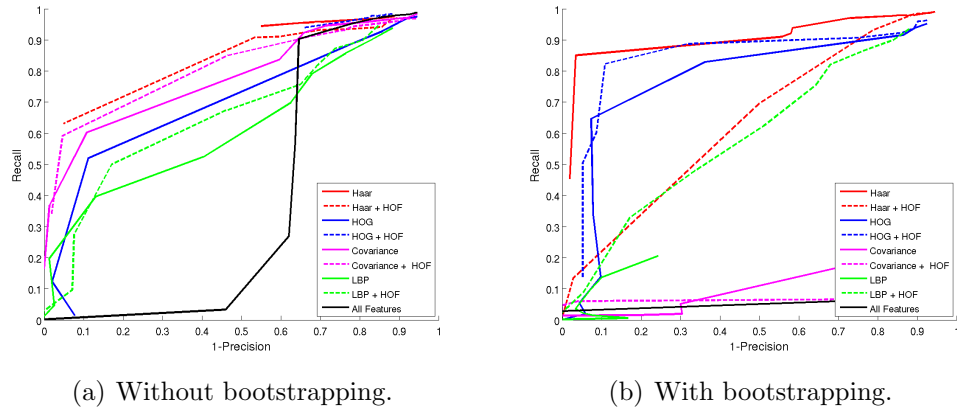 1
0.9
0.8
0.7
0.6
0.5
0.4
0.3
0.2
0.1
0
Recall
0.1 0.2 0.3 0.4 0.5 0.6 0.7 0.8 0.9 1
1-Precision
Haar
Haar + HOF
HOG
HOG + HOF
Covariance
Covariance + HOF
LBP
LBP + HOF
All Features
(a) Without bootstrapping.
1
0.9
0.8
0.7
0.6
0.5
0.4
0.3
0.2
0.1
0
Recall
0 0.1 0.2 0.3 0.4 0.5 0.6 0.7 0.8 0.9 1
1-Precision
Haar
Haar + HOF
HOG
HOG + HOF
Covariance
Covariance + HOF
LBP
LBP + HOF
All Features
(b) With bootstrapping.